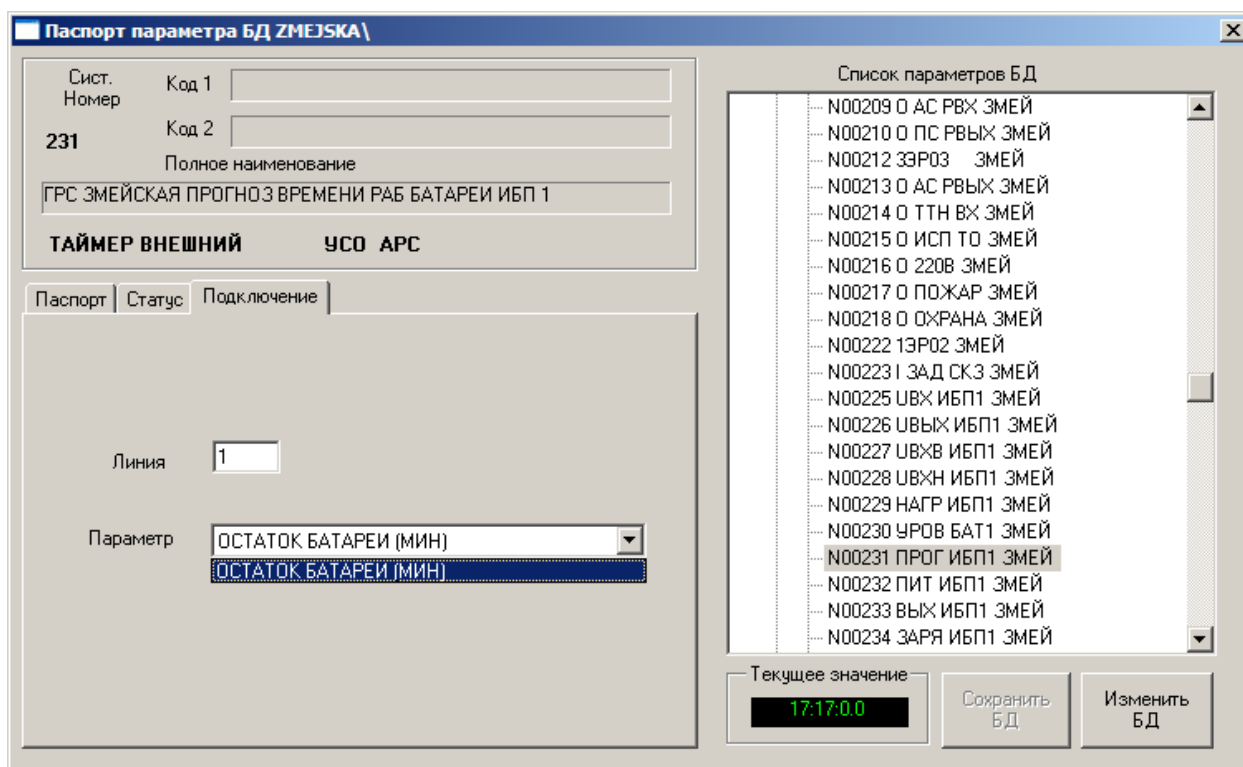 Паспорт параметра БД ZMEJSKA\
Сист. Номер
Код 1
231
Код 2
Полное наименование
ГРС ЗМЕЙСКАЯ ПРОГНОЗ ВРЕМЕНИ РАБ БАТАРЕИ ИБП 1
ТАЙМЕР ВНЕШНИЙ УСО АРС
Паспорт Статус Подключение
Линия 1
Параметр ОСТАТОК БАТАРЕИ (МИН)
ОСТАТОК БАТАРЕИ (МИН)
Список параметров БД
N00209 О АС РВХ ЗМЕЙ
N00210 О ПС РВЫХ ЗМЕЙ
N00212 ЗЭР03 ЗМЕЙ
N00213 О АС РВЫХ ЗМЕЙ
N00214 О ТТН ВХ ЗМЕЙ
N00215 О ИСП ТО ЗМЕЙ
N00216 О 220В ЗМЕЙ
N00217 О ПОЖАР ЗМЕЙ
N00218 О ОХРАНА ЗМЕЙ
N00222 1ЭР02 ЗМЕЙ
N00223 I ЗАД СКЗ ЗМЕЙ
N00225 UВХ ИБП1 ЗМЕЙ
N00226 UВЫХ ИБП1 ЗМЕЙ
N00227 UВХВ ИБП1 ЗМЕЙ
N00228 UВХН ИБП1 ЗМЕЙ
N00229 НАГР ИБП1 ЗМЕЙ
N00230 УРОВ БАТ1 ЗМЕЙ
N00231 ПРОГ ИБП1 ЗМЕЙ
N00232 ПИТ ИБП1 ЗМЕЙ
N00233 ВЫХ ИБП1 ЗМЕЙ
N00234 ЗАРЯ ИБП1 ЗМЕЙ
Текущее значение
17:17:0.0
Сохранить БД
Изменить БД